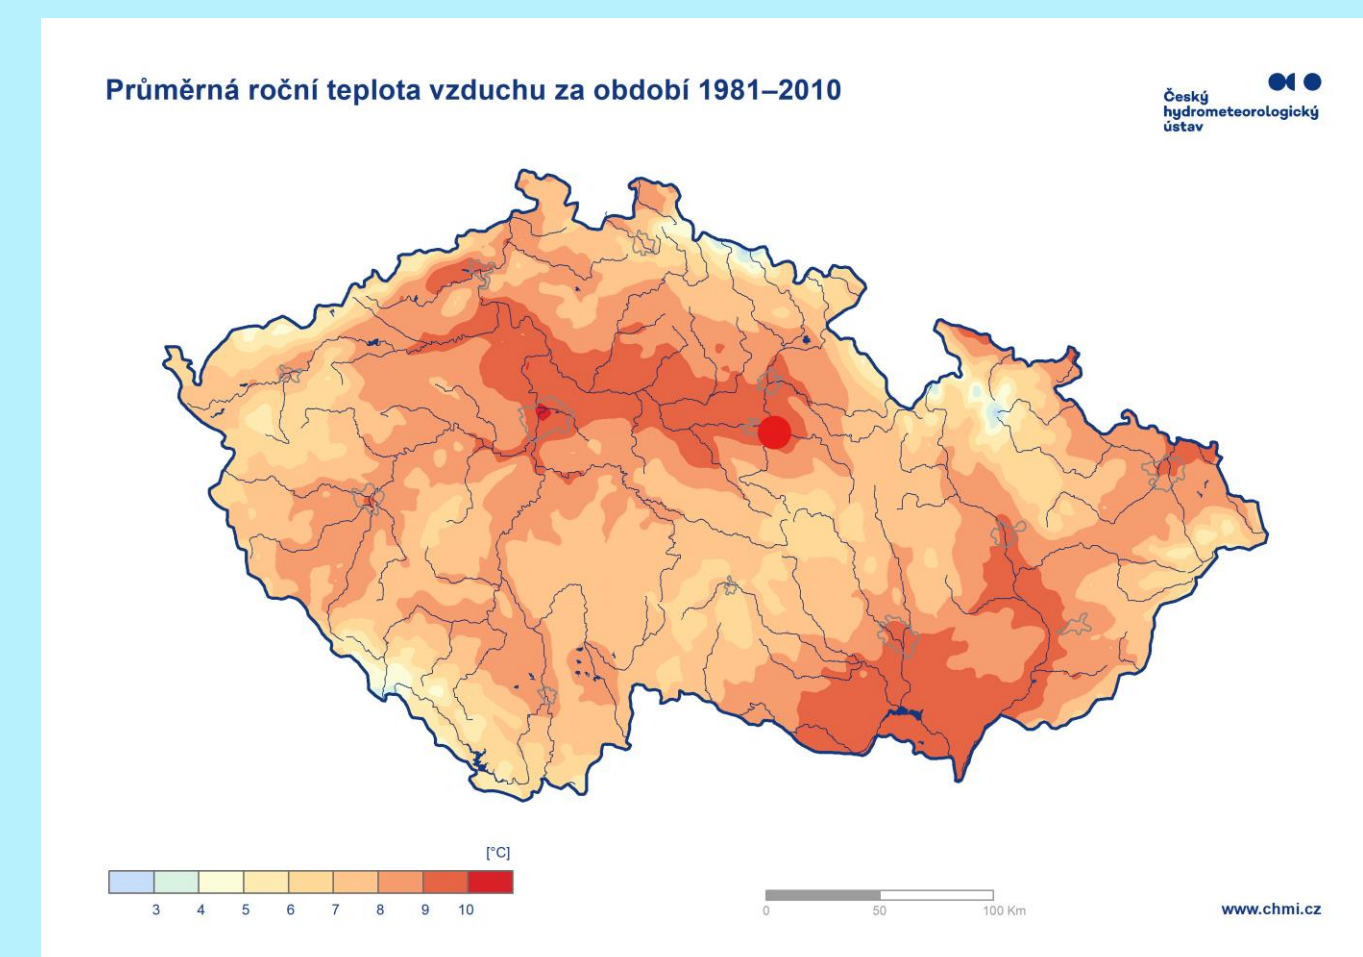 Průměrná roční teplota vzduchu za období 1981–2010
Český
hydrometeorologický
ústav
[°C]
3 4 5 6 7 8 9 10
0 50 100 Km
www.chmi.cz